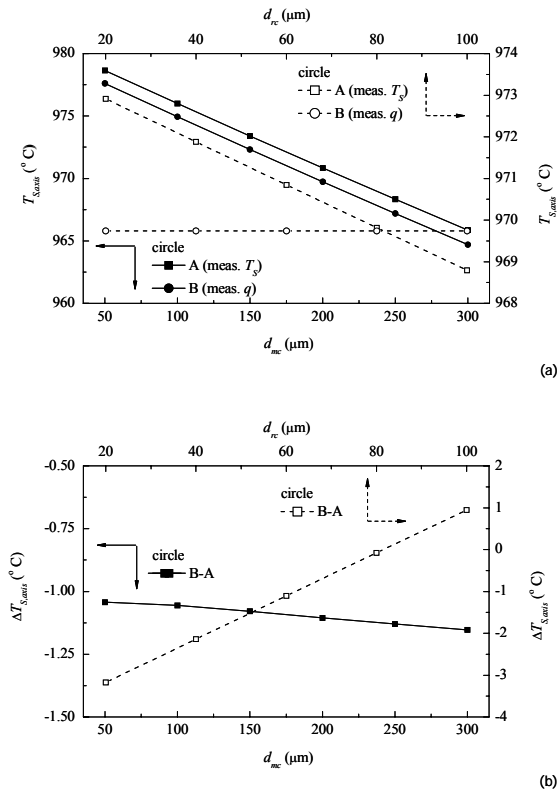 d_rc (μm)
20 40 60 80 100
980 974
975 973
972
970 971
970
965 969
960 968
T_S,axis (° C)
T_S,axis (° C)
circle
A (meas. T_S)
B (meas. q)
circle
A (meas. T_S)
B (meas. q)
50 100 150 200 250 300
d_mc (μm)
(a)
d_rc (μm)
20 40 60 80 100
-0.50 2
1
-0.75 0
-1.00 -1
-2
-1.25 -3
-1.50 -4
ΔT_S,axis (° C)
ΔT_S,axis (° C)
circle
B-A
circle
B-A
50 100 150 200 250 300
d_mc (μm)
(b)